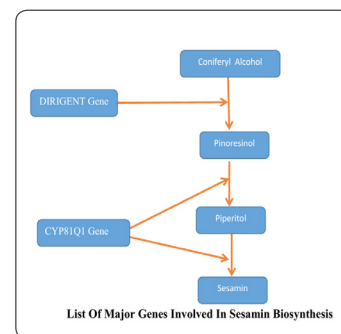 Coniferyl Alcohol
DIRIGENT Gene
Pinoresinol
Piperitol
CYP81Q1 Gene
Sesamin
List Of Major Genes Involved In Sesamin Biosynthesis